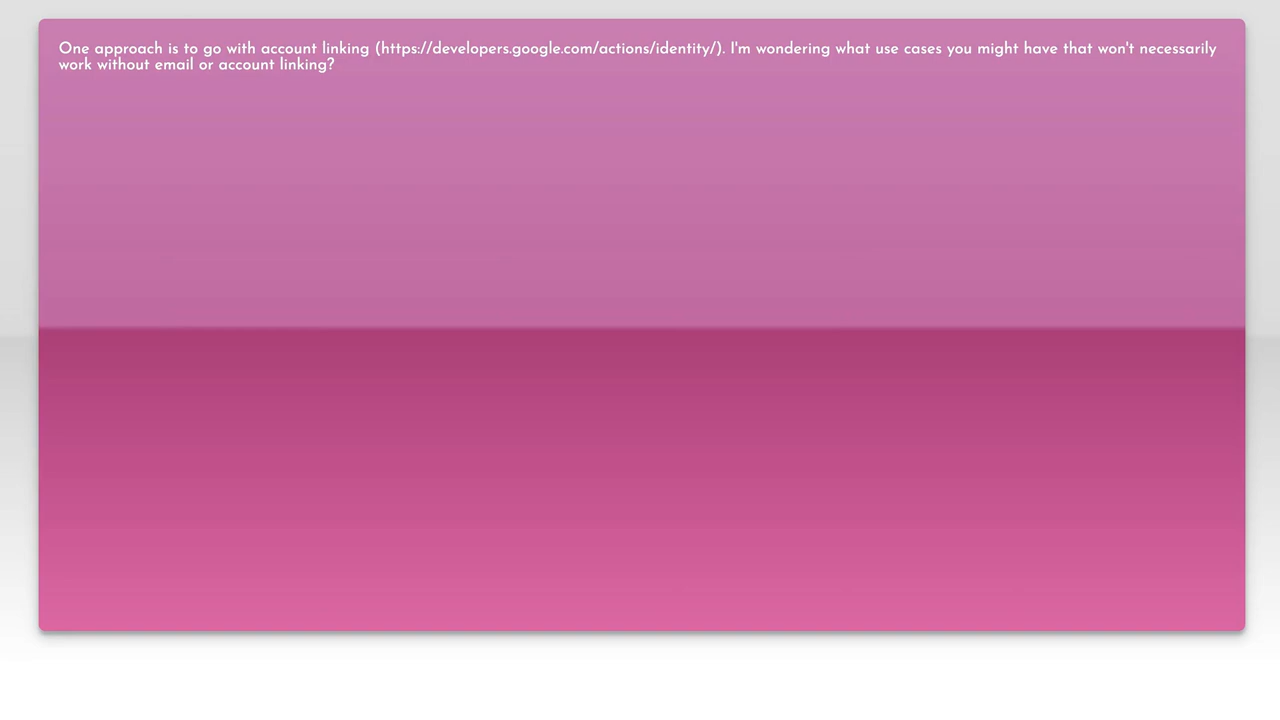 One approach is to go with account linking (https://developers.google.com/actions/identity/). I'm wondering what use cases you might have that won't necessarily
work without email or account linking?